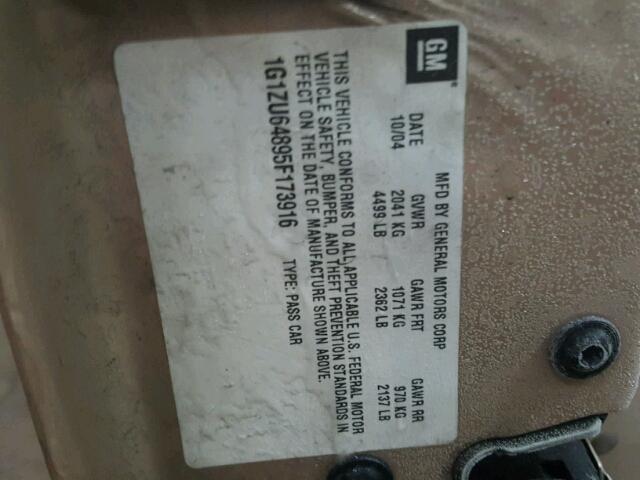 GM
MFD BY GENERAL MOTORS CORP
DATE GVWR GAWR FRT GAWR RR
10/04 2041 KG 1071 KG 970 KG
4499 LB 2362 LB 2137 LB
THIS VEHICLE CONFORMS TO ALL APPLICABLE U.S. FEDERAL MOTOR
VEHICLE SAFETY, BUMPER, AND THEFT PREVENTION STANDARDS IN
EFFECT ON THE DATE OF MANUFACTURE SHOWN ABOVE.
1G1ZU64895F173916 TYPE: PASS CAR